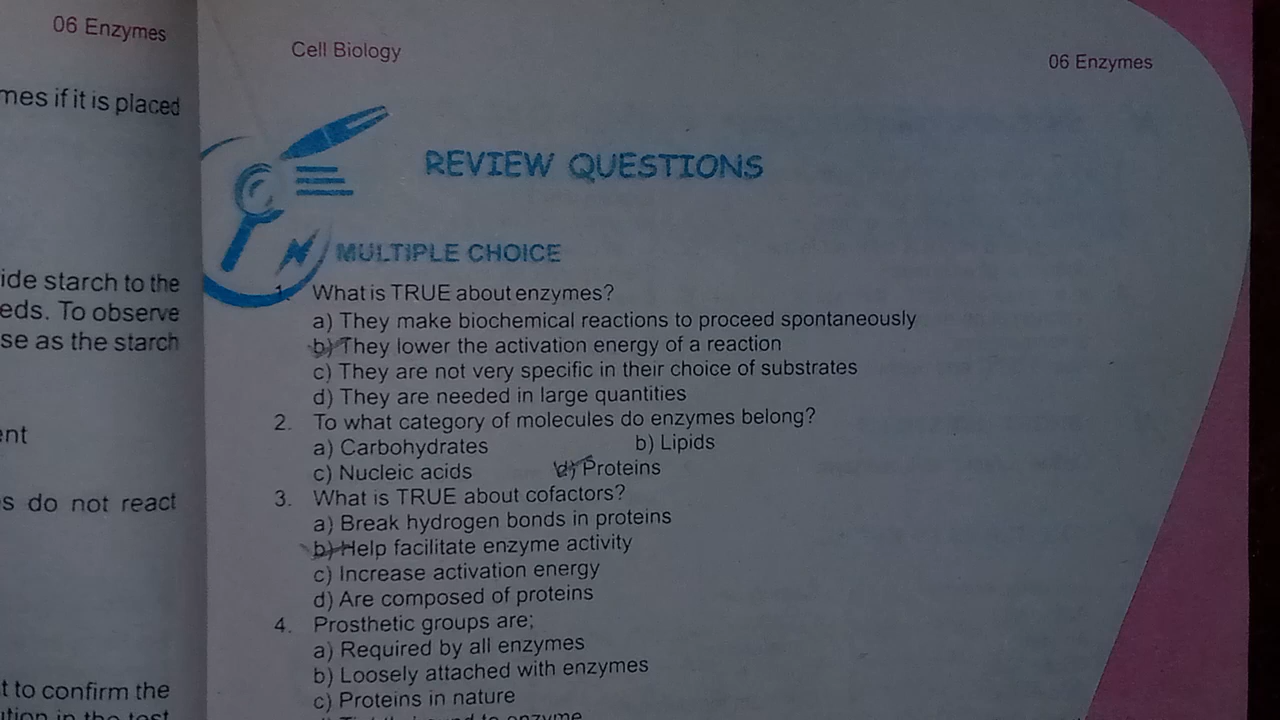 06 Enzymes
mes if it is placed
ide starch to the
eds. To observe
se as the starch
ent
s do not react
t to confirm the
ution in the test
Cell Biology
06 Enzymes
REVIEW QUESTIONS
MULTIPLE CHOICE
1. What is TRUE about enzymes?
a) They make biochemical reactions to proceed spontaneously
b) They lower the activation energy of a reaction
c) They are not very specific in their choice of substrates
d) They are needed in large quantities
2. To what category of molecules do enzymes belong?
a) Carbohydrates b) Lipids
c) Nucleic acids d) Proteins
3. What is TRUE about cofactors?
a) Break hydrogen bonds in proteins
b) Help facilitate enzyme activity
c) Increase activation energy
d) Are composed of proteins
4. Prosthetic groups are;
a) Required by all enzymes
b) Loosely attached with enzymes
c) Proteins in nature
to enzyme